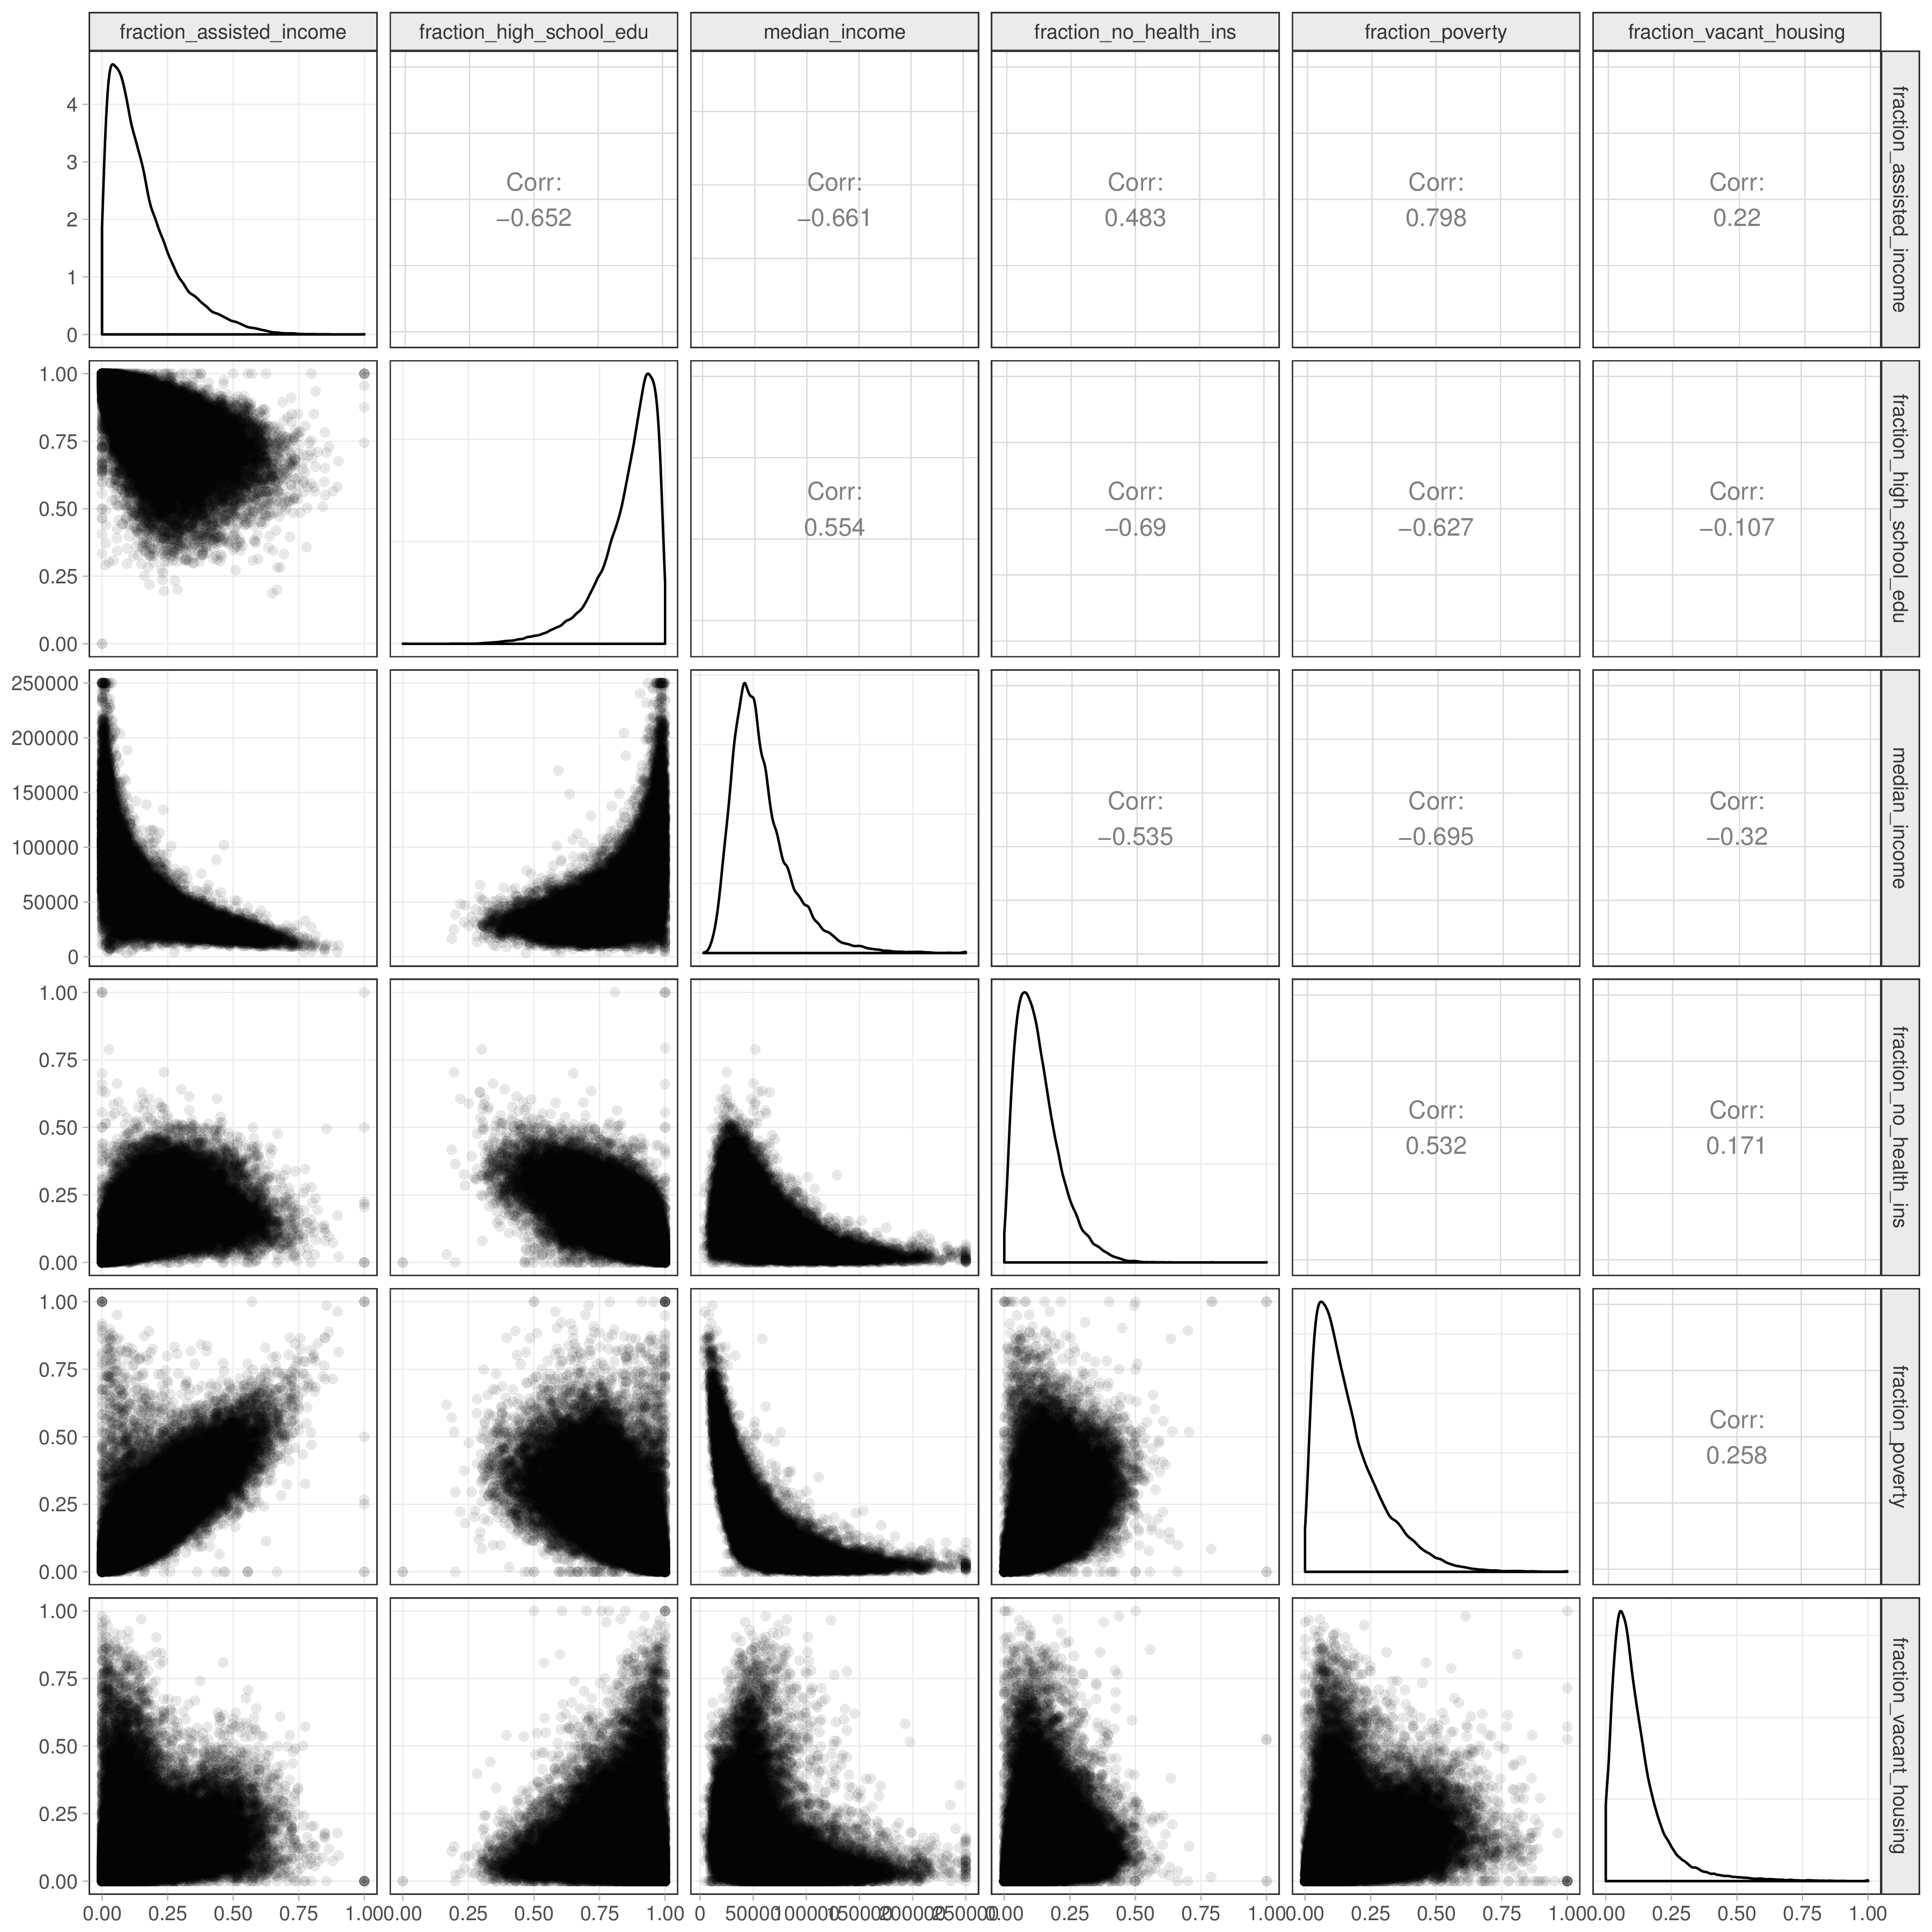 fraction_assisted_income
fraction_high_school_edu
median_income
fraction_no_health_ins
fraction_poverty
fraction_vacant_housing
4
3
2
1
0
Corr:
−0.652
Corr:
−0.661
Corr:
0.483
Corr:
0.798
Corr:
0.22
fraction_assisted_income
1.00
0.75
0.50
0.25
0.00
Corr:
0.554
Corr:
−0.69
Corr:
−0.627
Corr:
−0.107
fraction_high_school_edu
250000
200000
150000
100000
50000
0
Corr:
−0.535
Corr:
−0.695
Corr:
−0.32
median_income
1.00
0.75
0.50
0.25
0.00
Corr:
0.532
Corr:
0.171
fraction_no_health_ins
1.00
0.75
0.50
0.25
0.00
Corr:
0.258
fraction_poverty
1.00
0.75
0.50
0.25
0.00
fraction_vacant_housing
0.00 0.25 0.50 0.75 1.00
0.00 0.25 0.50 0.75 1.00
0 50000 100000 150000 200000 250000
0.00 0.25 0.50 0.75 1.00
0.00 0.25 0.50 0.75 1.00
0.00 0.25 0.50 0.75 1.00